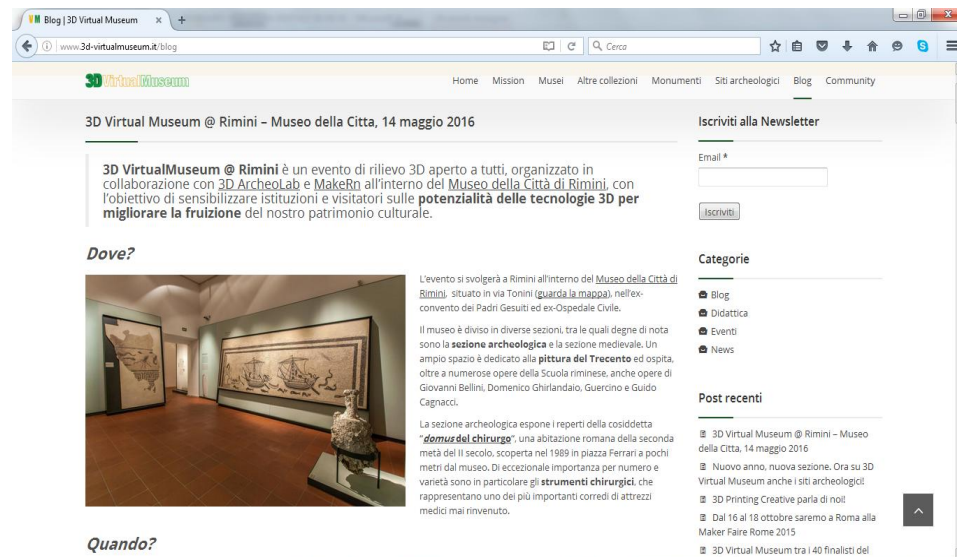 Blog | 3D Virtual Museum
www.3d-virtualmuseum.it/blog
Cerca
3DVirtualMuseum
Home Mission Musei Altre collezioni Monumenti Siti archeologici Blog Community
3D Virtual Museum @ Rimini – Museo della Citta, 14 maggio 2016
3D VirtualMuseum @ Rimini è un evento di rilievo 3D aperto a tutti, organizzato in
collaborazione con 3D ArcheoLab e MakeRn all'interno del Museo della Città di Rimini, con
l'obiettivo di sensibilizzare istituzioni e visitatori sulle potenzialità delle tecnologie 3D per
migliorare la fruizione del nostro patrimonio culturale.
Dove?
L'evento si svolgerà a Rimini all'interno del Museo della Città di
Rimini, situato in via Tonini (guarda la mappa), nell'ex-
convento dei Padri Gesuiti ed ex-Ospedale Civile.
Il museo è diviso in diverse sezioni, tra le quali degne di nota
sono la sezione archeologica e la sezione medievale. Un
ampio spazio è dedicato alla pittura del Trecento ed ospita,
oltre a numerose opere della Scuola riminese, anche opere di
Giovanni Bellini, Domenico Ghirlandaio, Guercino e Guido
Cagnacci.
La sezione archeologica espone i reperti della cosiddetta
"domus del chirurgo", una abitazione romana della seconda
metà del II secolo, scoperta nel 1989 in piazza Ferrari a pochi
metri dal museo. Di eccezionale importanza per numero e
varietà sono in particolare gli strumenti chirurgici, che
rappresentano uno dei più importanti corredi di attrezzi
medici mai rinvenuto.
Quando?
Iscriviti alla Newsletter
Email *
Iscriviti
Categorie
Blog
Didattica
Eventi
News
Post recenti
3D Virtual Museum @ Rimini – Museo
della Citta, 14 maggio 2016
Nuovo anno, nuova sezione. Ora su 3D
Virtual Museum anche i siti archeologici!
3D Printing Creative parla di noi!
Dal 16 al 18 ottobre saremo a Roma alla
Maker Faire Rome 2015
3D Virtual Museum tra i 40 finalisti del